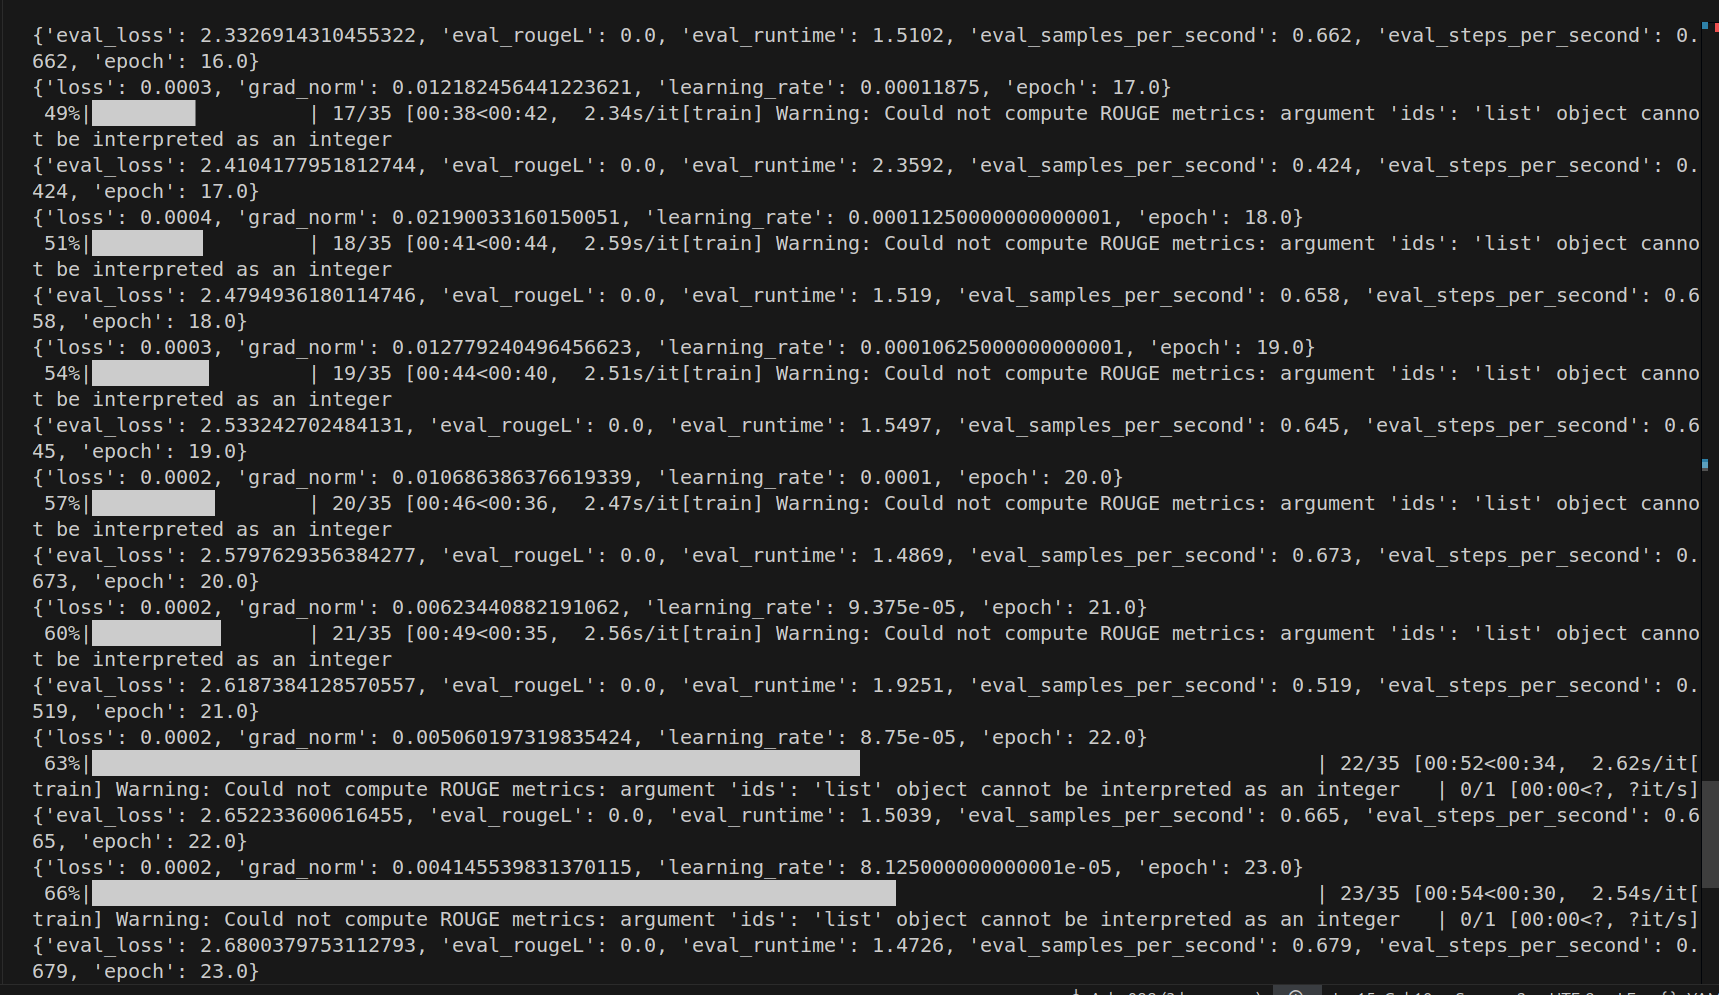 {'eval_loss': 2.3326914310455322, 'eval_rougeL': 0.0, 'eval_runtime': 1.5102, 'eval_samples_per_second': 0.662, 'eval_steps_per_second': 0.
662, 'epoch': 16.0}
{'loss': 0.0003, 'grad_norm': 0.012182456441223621, 'learning_rate': 0.00011875, 'epoch': 17.0}
49%| | 17/35 [00:38<00:42, 2.34s/it[train] Warning: Could not compute ROUGE metrics: argument 'ids': 'list' object canno
t be interpreted as an integer
{'eval_loss': 2.4104177951812744, 'eval_rougeL': 0.0, 'eval_runtime': 2.3592, 'eval_samples_per_second': 0.424, 'eval_steps_per_second': 0.
424, 'epoch': 17.0}
{'loss': 0.0004, 'grad_norm': 0.02190033160150051, 'learning_rate': 0.00011250000000000001, 'epoch': 18.0}
51%| | 18/35 [00:41<00:44, 2.59s/it[train] Warning: Could not compute ROUGE metrics: argument 'ids': 'list' object canno
t be interpreted as an integer
{'eval_loss': 2.4794936180114746, 'eval_rougeL': 0.0, 'eval_runtime': 1.519, 'eval_samples_per_second': 0.658, 'eval_steps_per_second': 0.6
58, 'epoch': 18.0}
{'loss': 0.0003, 'grad_norm': 0.012779240496456623, 'learning_rate': 0.00010625000000000001, 'epoch': 19.0}
54%| | 19/35 [00:44<00:40, 2.51s/it[train] Warning: Could not compute ROUGE metrics: argument 'ids': 'list' object canno
t be interpreted as an integer
{'eval_loss': 2.533242702484131, 'eval_rougeL': 0.0, 'eval_runtime': 1.5497, 'eval_samples_per_second': 0.645, 'eval_steps_per_second': 0.6
45, 'epoch': 19.0}
{'loss': 0.0002, 'grad_norm': 0.010686386376619339, 'learning_rate': 0.0001, 'epoch': 20.0}
57%| | 20/35 [00:46<00:36, 2.47s/it[train] Warning: Could not compute ROUGE metrics: argument 'ids': 'list' object canno
t be interpreted as an integer
{'eval_loss': 2.5797629356384277, 'eval_rougeL': 0.0, 'eval_runtime': 1.4869, 'eval_samples_per_second': 0.673, 'eval_steps_per_second': 0.
673, 'epoch': 20.0}
{'loss': 0.0002, 'grad_norm': 0.00623440882191062, 'learning_rate': 9.375e-05, 'epoch': 21.0}
60%| | 21/35 [00:49<00:35, 2.56s/it[train] Warning: Could not compute ROUGE metrics: argument 'ids': 'list' object canno
t be interpreted as an integer
{'eval_loss': 2.6187384128570557, 'eval_rougeL': 0.0, 'eval_runtime': 1.9251, 'eval_samples_per_second': 0.519, 'eval_steps_per_second': 0.
519, 'epoch': 21.0}
{'loss': 0.0002, 'grad_norm': 0.005060197319835424, 'learning_rate': 8.75e-05, 'epoch': 22.0}
63%| | 22/35 [00:52<00:34, 2.62s/it[
train] Warning: Could not compute ROUGE metrics: argument 'ids': 'list' object cannot be interpreted as an integer | 0/1 [00:00<?, ?it/s]
{'eval_loss': 2.652233600616455, 'eval_rougeL': 0.0, 'eval_runtime': 1.5039, 'eval_samples_per_second': 0.665, 'eval_steps_per_second': 0.6
65, 'epoch': 22.0}
{'loss': 0.0002, 'grad_norm': 0.004145539831370115, 'learning_rate': 8.125000000000001e-05, 'epoch': 23.0}
66%| | 23/35 [00:54<00:30, 2.54s/it[
train] Warning: Could not compute ROUGE metrics: argument 'ids': 'list' object cannot be interpreted as an integer | 0/1 [00:00<?, ?it/s]
{'eval_loss': 2.6800379753112793, 'eval_rougeL': 0.0, 'eval_runtime': 1.4726, 'eval_samples_per_second': 0.679, 'eval_steps_per_second': 0.
679, 'epoch': 23.0}